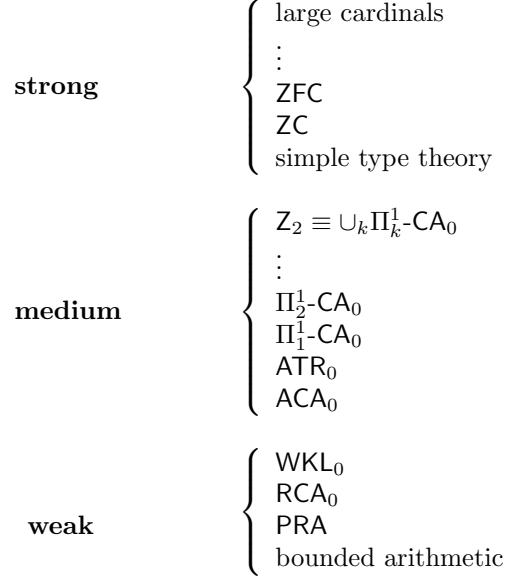 large cardinals
⋮
strong
ZFC
ZC
simple type theory
Z₂ ≡ ∪ₖΠ¹ₖ-CA₀
⋮
medium
Π¹₂-CA₀
Π¹₁-CA₀
ATR₀
ACA₀
WKL₀
RCA₀
weak
PRA
bounded arithmetic